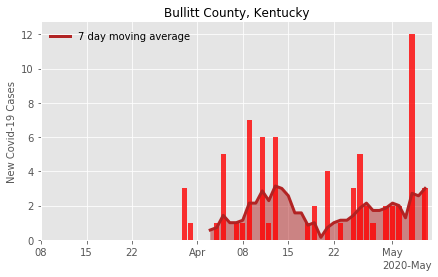 Bullitt County, Kentucky
7 day moving average
New Covid-19 Cases
12
10
8
6
4
2
0
08 15 22 Apr 08 15 22 May
2020-May